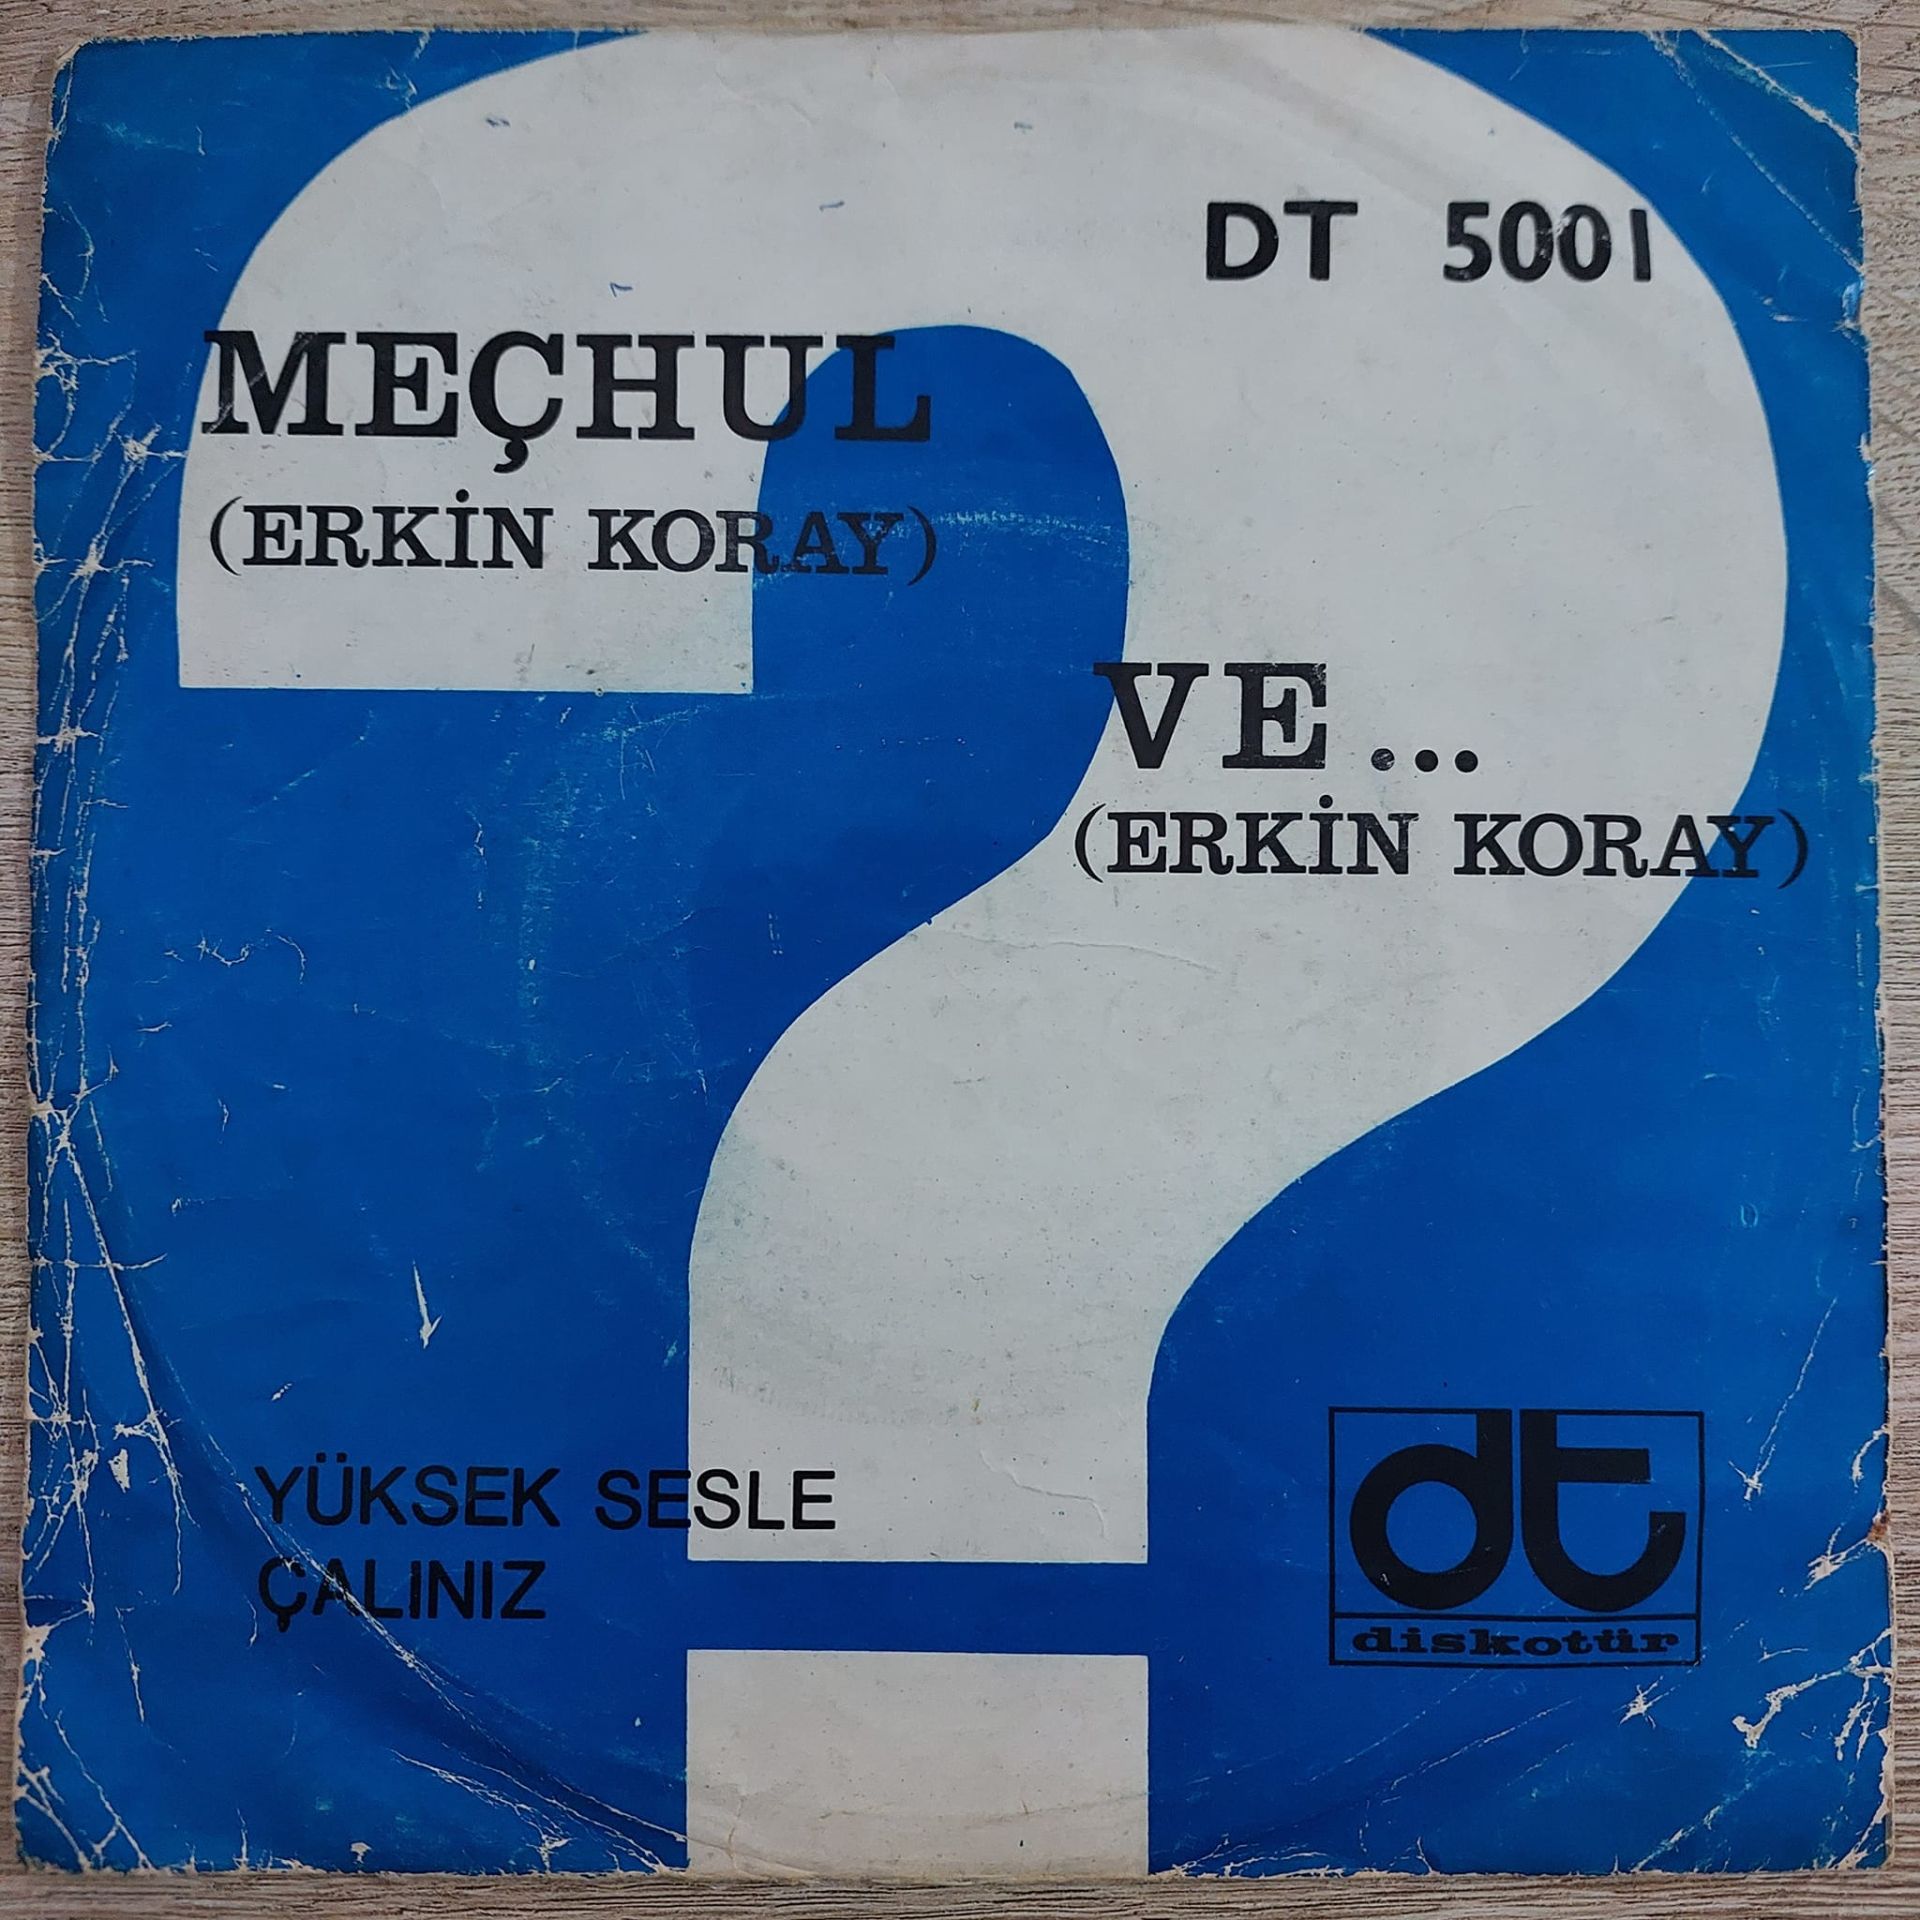 DT 5001
MEÇHUL
(ERKİN KORAY)
VE...
(ERKİN KORAY)
YÜKSEK SESLE
ÇALINIZ
dt
diskotür